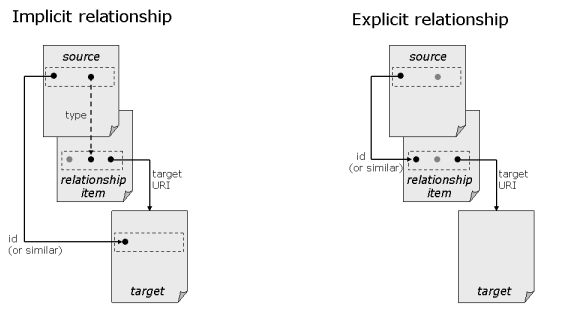 Implicit relationship
source
type
relationship
item
target
URI
id
(or similar)
target
Explicit relationship
source
id
(or similar)
relationship
item
target
URI
target